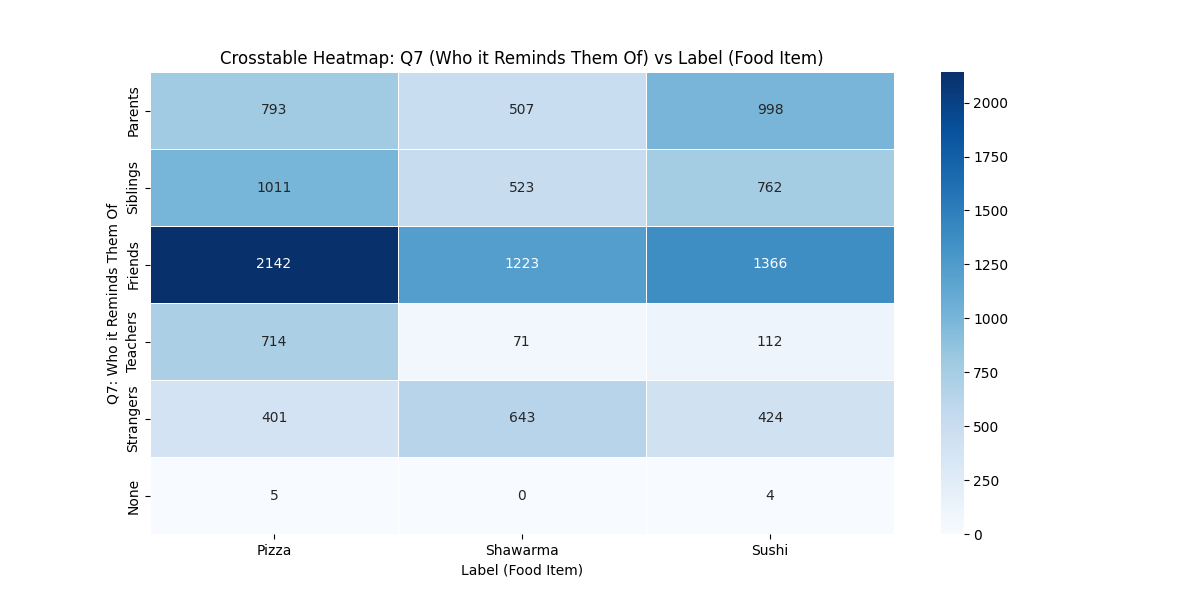 Crosstable Heatmap: Q7 (Who it Reminds Them Of) vs Label (Food Item)
Q7: Who it Reminds Them Of
Parents 793 507 998
Siblings 1011 523 762
Friends 2142 1223 1366
Teachers 714 71 112
Strangers 401 643 424
None 5 0 4
Pizza Shawarma Sushi
Label (Food Item)
2000
1750
1500
1250
1000
750
500
250
0